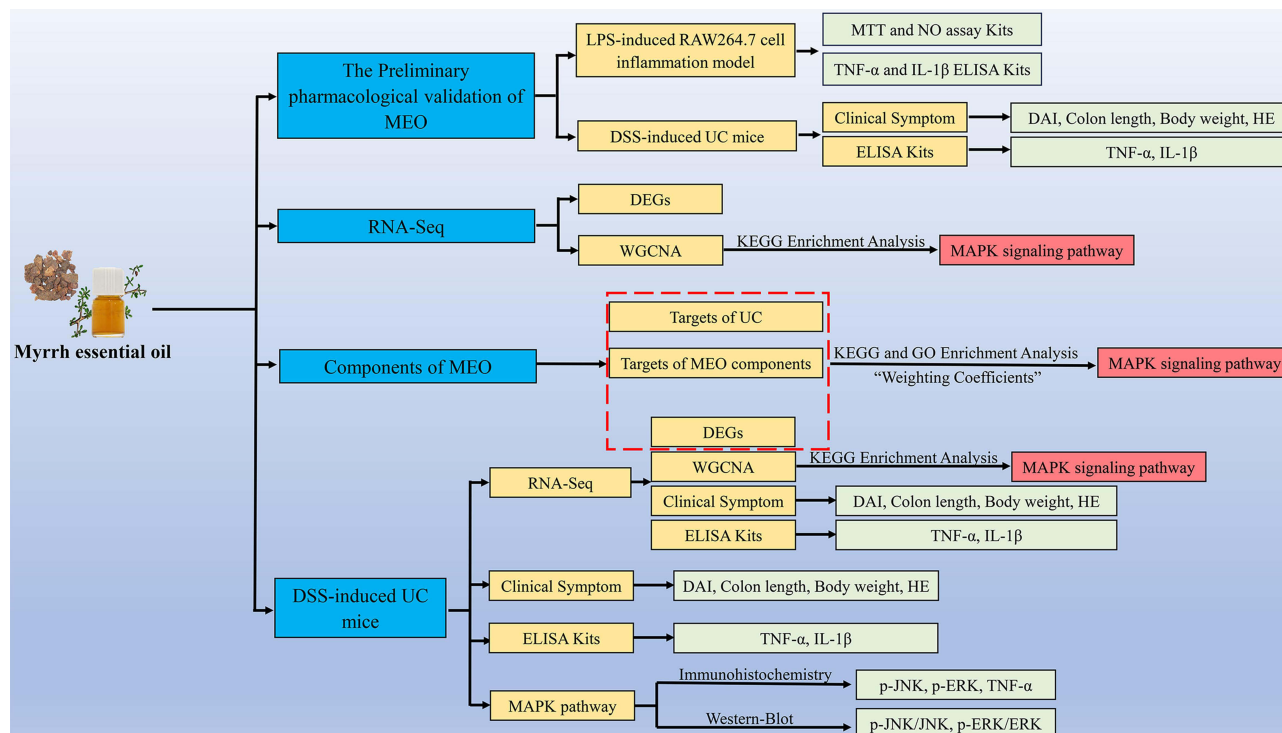 Myrrh essential oil
The Preliminary
pharmacological validation of
MEO
LPS-induced RAW264.7 cell
inflammation model
MTT and NO assay Kits
TNF-α and IL-1β ELISA Kits
DSS-induced UC mice
Clinical Symptom
DAI, Colon length, Body weight, HE
ELISA Kits
TNF-α, IL-1β
RNA-Seq
DEGs
WGCNA
KEGG Enrichment Analysis
MAPK signaling pathway
Components of MEO
Targets of UC
Targets of MEO components
DEGs
KEGG and GO Enrichment Analysis
“Weighting Coefficients”
MAPK signaling pathway
DSS-induced UC
mice
RNA-Seq
WGCNA
KEGG Enrichment Analysis
MAPK signaling pathway
Clinical Symptom
DAI, Colon length, Body weight, HE
ELISA Kits
TNF-α, IL-1β
Clinical Symptom
DAI, Colon length, Body weight, HE
ELISA Kits
TNF-α, IL-1β
MAPK pathway
Immunohistochemistry
p-JNK, p-ERK, TNF-α
Western-Blot
p-JNK/JNK, p-ERK/ERK